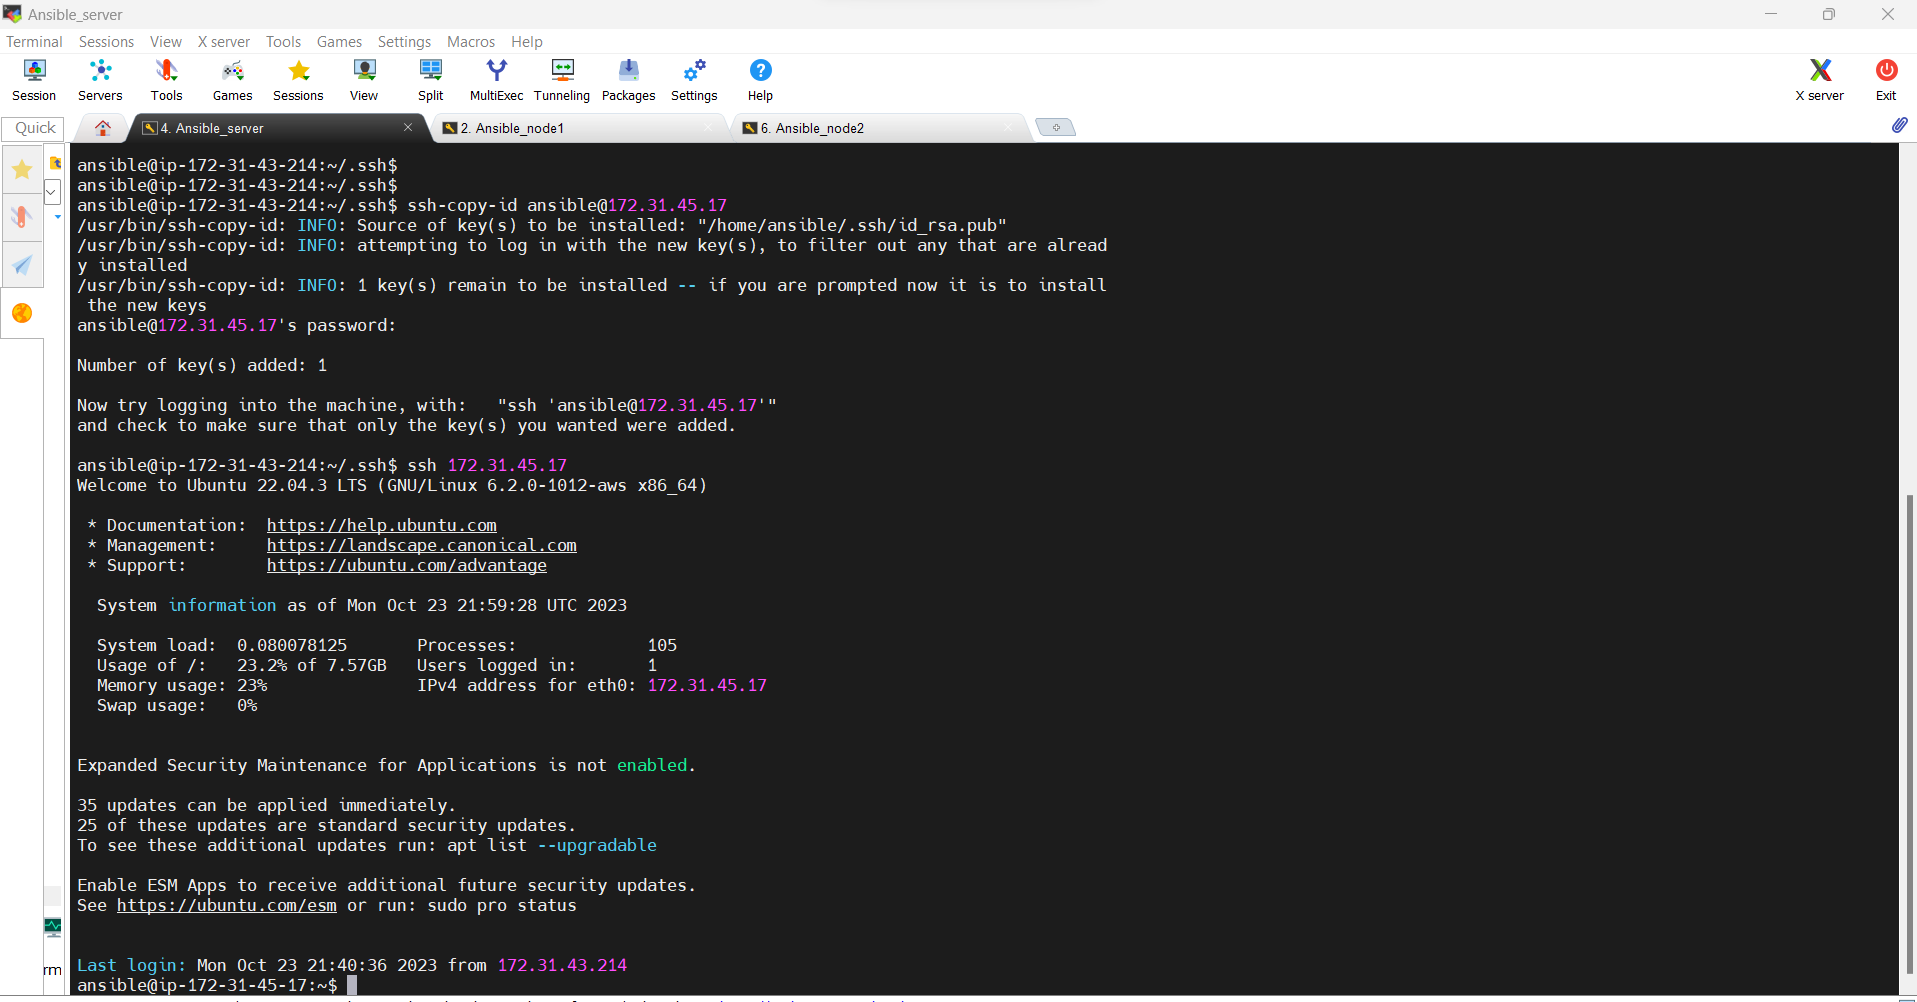 Ansible_server
Terminal Sessions View X server Tools Games Settings Macros Help
Session Servers Tools Games Sessions View Split MultiExec Tunneling Packages Settings Help X server Exit
Quick 4. Ansible_server 2. Ansible_node1 6. Ansible_node2
ansible@ip-172-31-43-214:~/.ssh$
ansible@ip-172-31-43-214:~/.ssh$
ansible@ip-172-31-43-214:~/.ssh$ ssh-copy-id ansible@172.31.45.17
/usr/bin/ssh-copy-id: INFO: Source of key(s) to be installed: "/home/ansible/.ssh/id_rsa.pub"
/usr/bin/ssh-copy-id: INFO: attempting to log in with the new key(s), to filter out any that are alread
y installed
/usr/bin/ssh-copy-id: INFO: 1 key(s) remain to be installed -- if you are prompted now it is to install
 the new keys
ansible@172.31.45.17's password:
Number of key(s) added: 1
Now try logging into the machine, with:   "ssh 'ansible@172.31.45.17'"
and check to make sure that only the key(s) you wanted were added.
ansible@ip-172-31-43-214:~/.ssh$ ssh 172.31.45.17
Welcome to Ubuntu 22.04.3 LTS (GNU/Linux 6.2.0-1012-aws x86_64)
 * Documentation:  https://help.ubuntu.com
 * Management:     https://landscape.canonical.com
 * Support:        https://ubuntu.com/advantage
  System information as of Mon Oct 23 21:59:28 UTC 2023
  System load:  0.080078125       Processes:             105
  Usage of /:   23.2% of 7.57GB   Users logged in:       1
  Memory usage: 23%               IPv4 address for eth0: 172.31.45.17
  Swap usage:   0%
Expanded Security Maintenance for Applications is not enabled.
35 updates can be applied immediately.
25 of these updates are standard security updates.
To see these additional updates run: apt list --upgradable
Enable ESM Apps to receive additional future security updates.
See https://ubuntu.com/esm or run: sudo pro status
rm
Last login: Mon Oct 23 21:40:36 2023 from 172.31.43.214
ansible@ip-172-31-45-17:~$